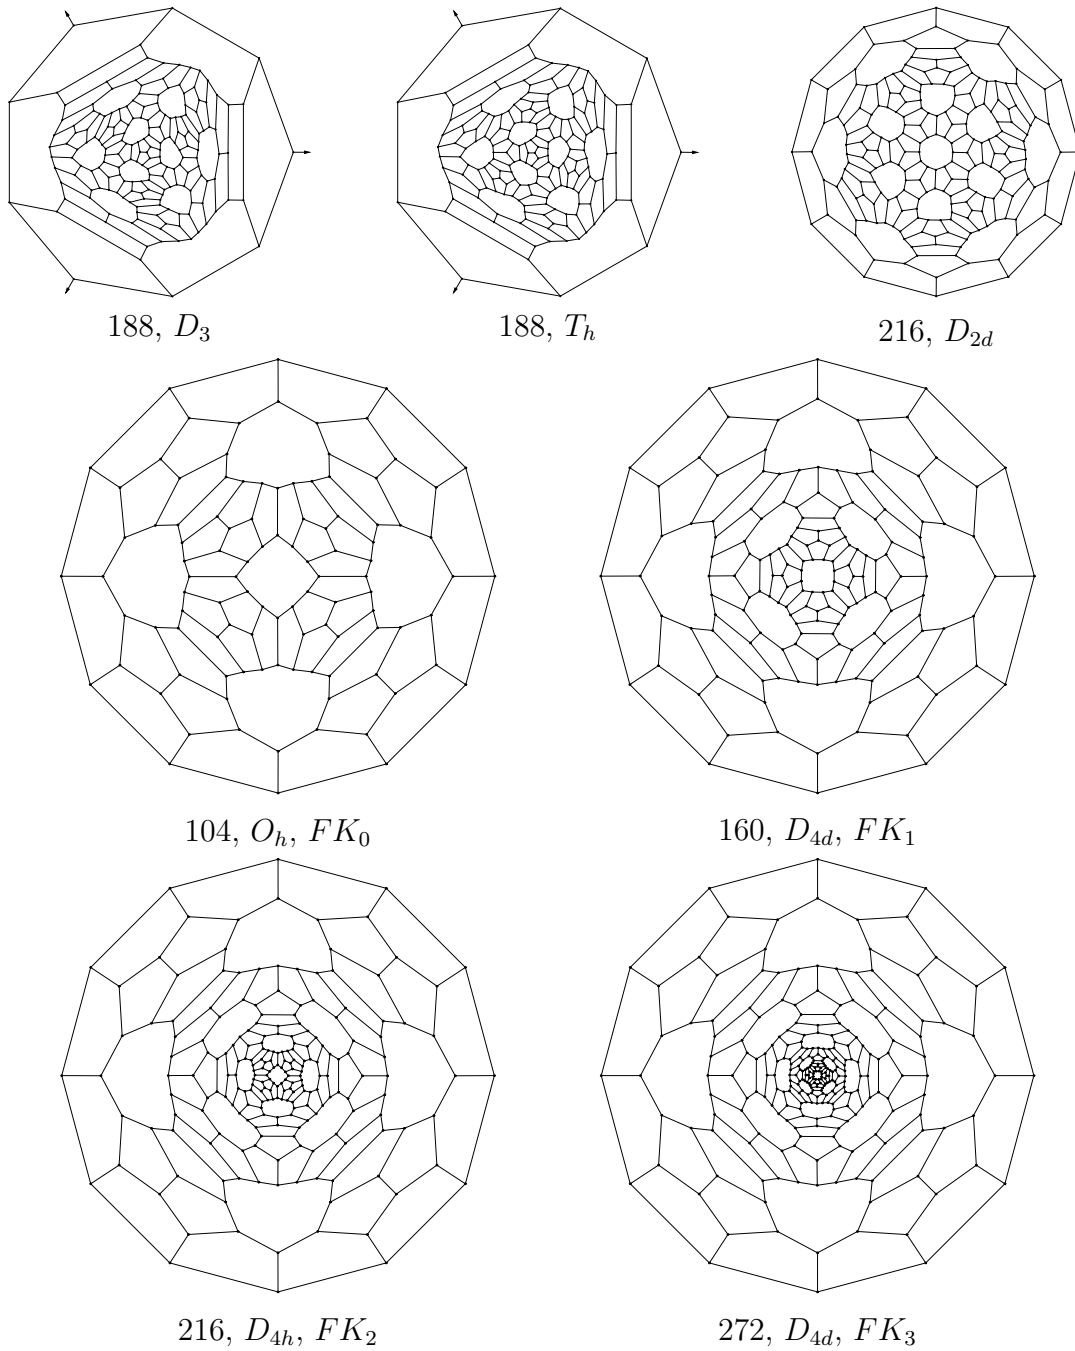 188, D₃
188, Tₕ
216, D₂d
104, Oₕ, FK₀
160, D₄d, FK₁
216, D₄ₕ, FK₂
272, D₄d, FK₃